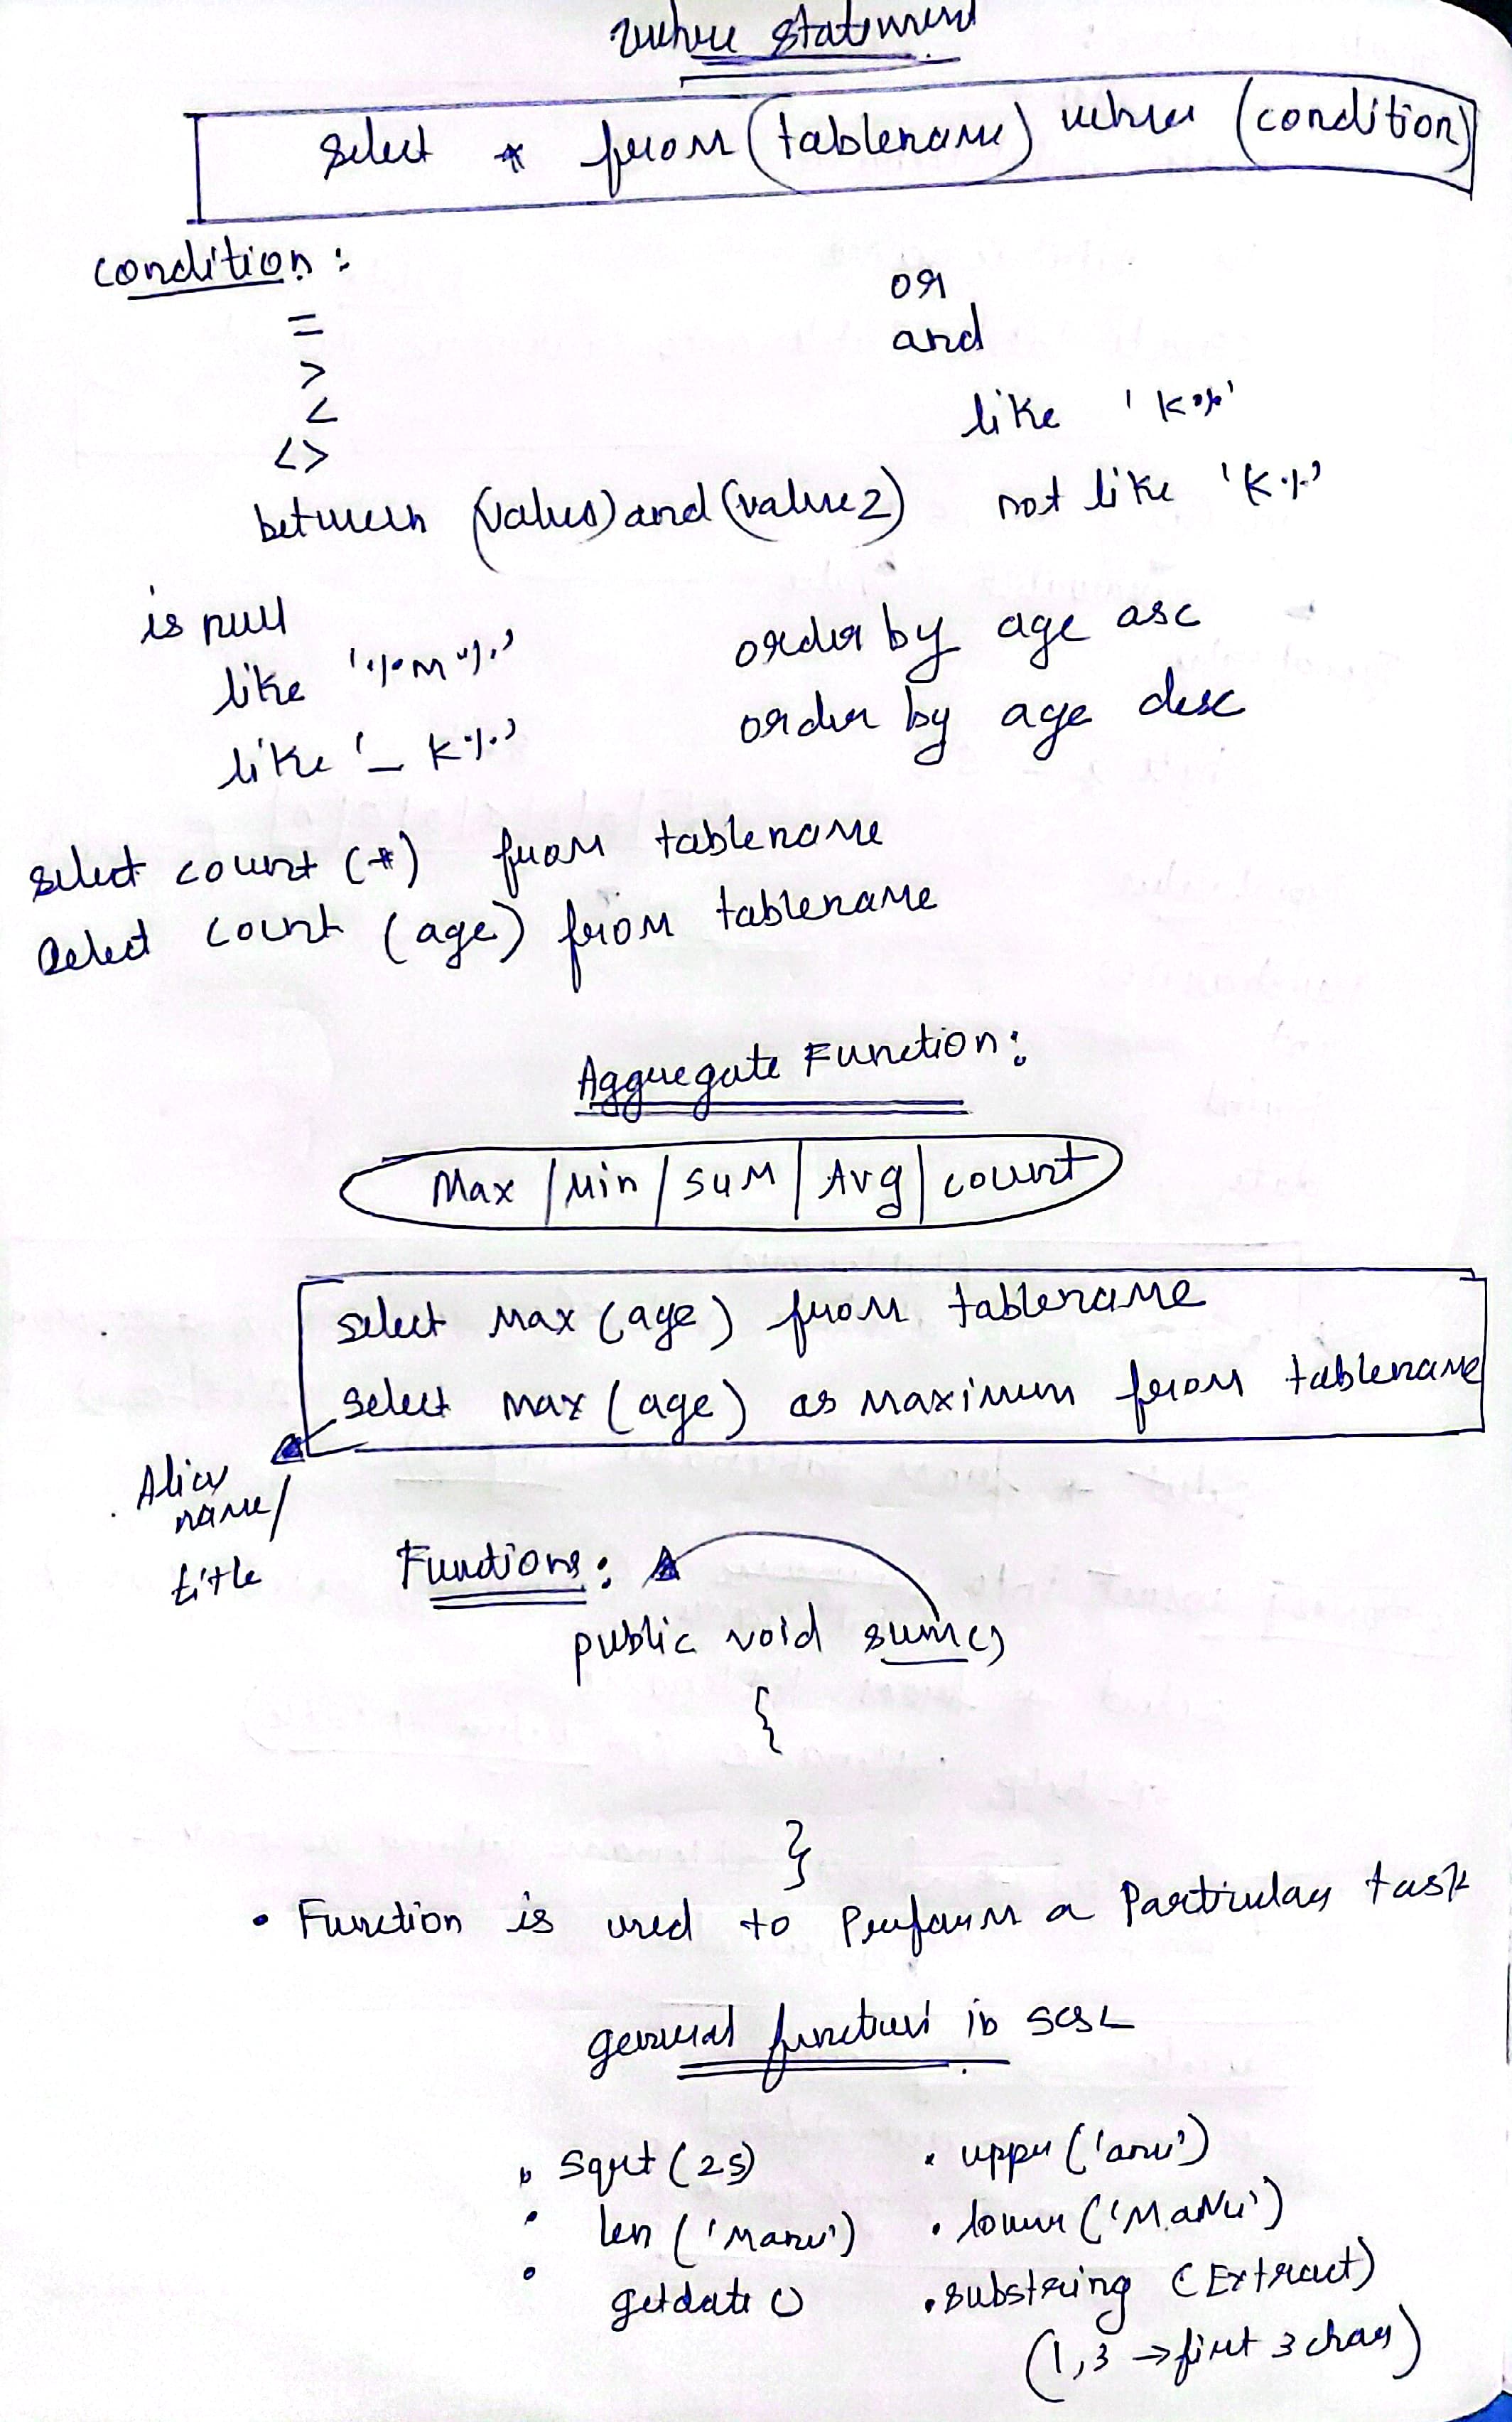 where statement
select * from (tablename) where (condition)
condition :
=
>
<
<>
between (value) and (value 2)
or
and
like 'K%'
not like 'K%'
is null
like '%M%'
like '_K%'
order by age asc
order by age desc
select count (*) from tablename
select count (age) from tablename
Aggregate Function :
Max / Min / SUM / Avg / count
select Max (age) from tablename
select max (age) as Maximum from tablename
Alias
name/
title
Functions :
public void sum()
{
}
• Function is used to Perform a Particular task
general function in SQL
• sqrt (25)
• len ('Manu')
• getdate ()
• upper ('anu')
• lower ('MaNu')
• substring (Extract)
(1,3 → first 3 char)